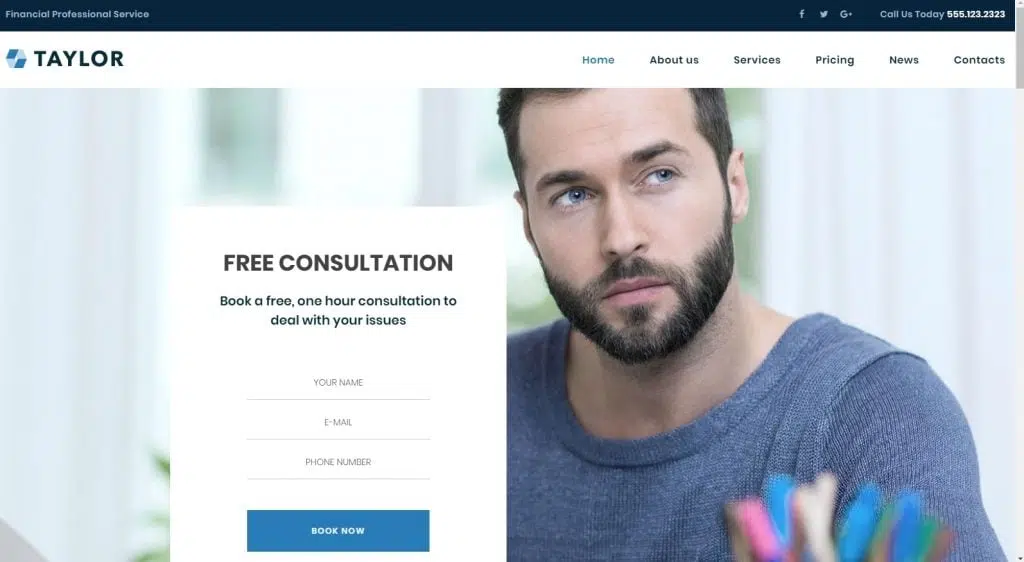 Financial Professional Service
Call Us Today 555.123.2323
TAYLOR
Home About us Services Pricing News Contacts
FREE CONSULTATION
Book a free, one hour consultation to
deal with your issues
YOUR NAME
E-MAIL
PHONE NUMBER
BOOK NOW